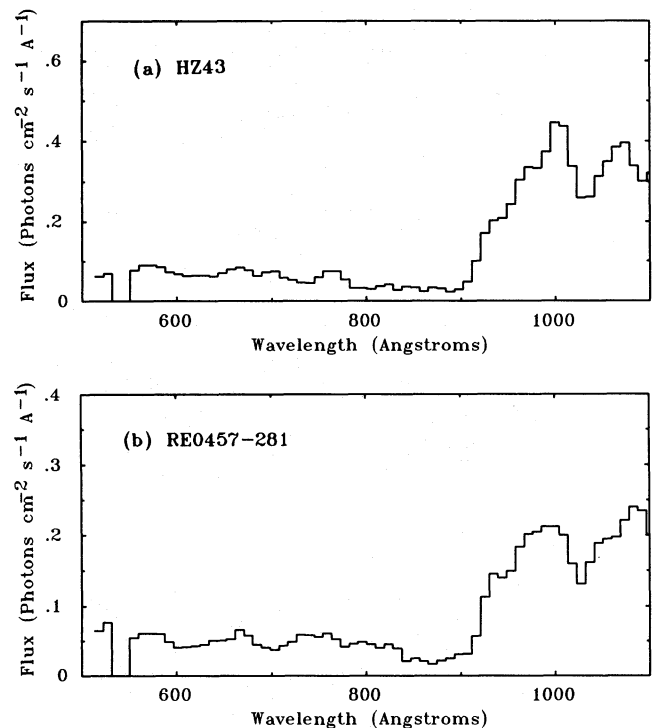 (a) HZ43
.6
.4
.2
0
Flux (Photons cm⁻² s⁻¹ A⁻¹)
600 800 1000
Wavelength (Angstroms)
(b) RE0457-281
.4
.3
.2
.1
0
Flux (Photons cm⁻² s⁻¹ A⁻¹)
600 800 1000
Wavelength (Angstroms)